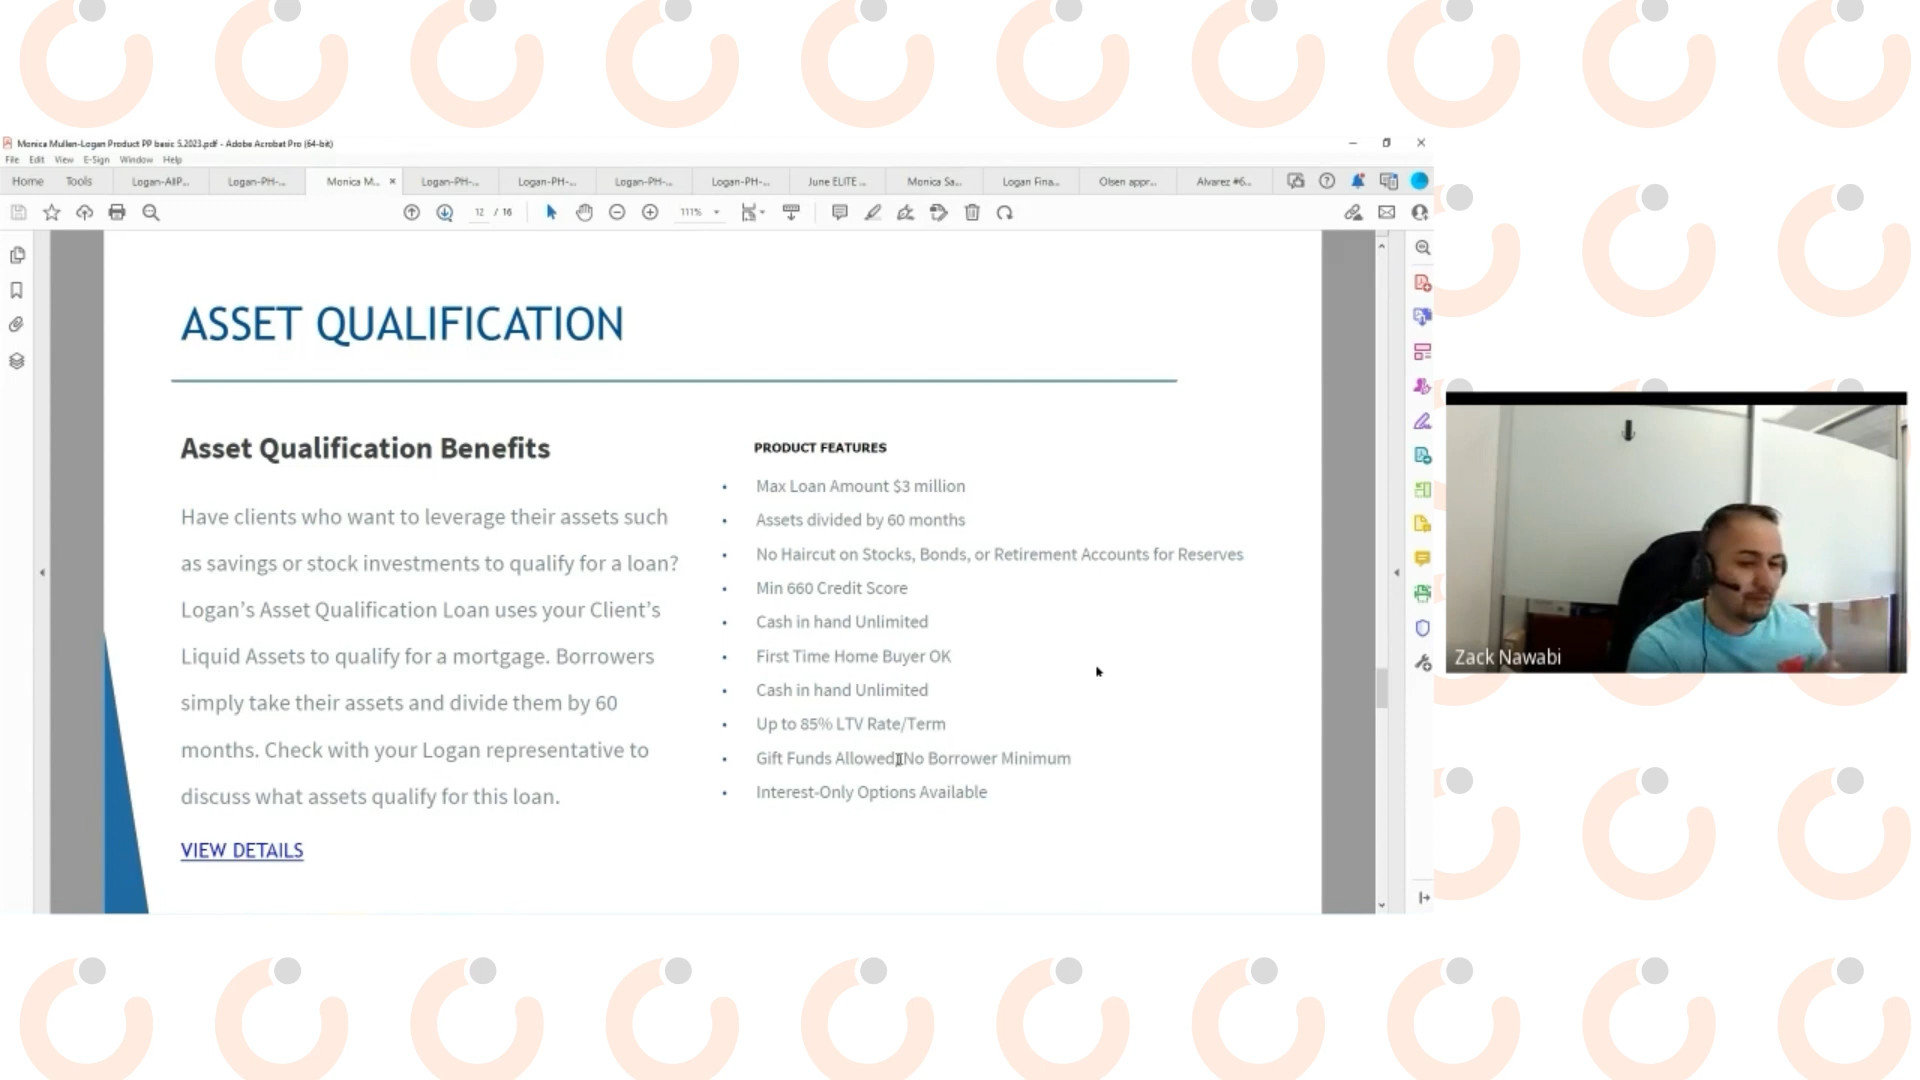 Monica Mullen-Logan Product PP basic 5.2023.pdf - Adobe Acrobat Pro (64-bit)
File Edit View E-Sign Window Help
Home Tools Logan-AllP... Logan-PH-... Monica M... × Logan-PH-... Logan-PH-... Logan-PH-... Logan-PH-... June ELITE ... Monica Sa... Logan Fina... Olsen appr... Alvarez #6...
12 / 16 111%
ASSET QUALIFICATION
Asset Qualification Benefits
Have clients who want to leverage their assets such
as savings or stock investments to qualify for a loan?
Logan’s Asset Qualification Loan uses your Client’s
Liquid Assets to qualify for a mortgage. Borrowers
simply take their assets and divide them by 60
months. Check with your Logan representative to
discuss what assets qualify for this loan.
VIEW DETAILS
PRODUCT FEATURES
• Max Loan Amount $3 million
• Assets divided by 60 months
• No Haircut on Stocks, Bonds, or Retirement Accounts for Reserves
• Min 660 Credit Score
• Cash in hand Unlimited
• First Time Home Buyer OK
• Cash in hand Unlimited
• Up to 85% LTV Rate/Term
• Gift Funds Allowed No Borrower Minimum
• Interest-Only Options Available
Zack Nawabi